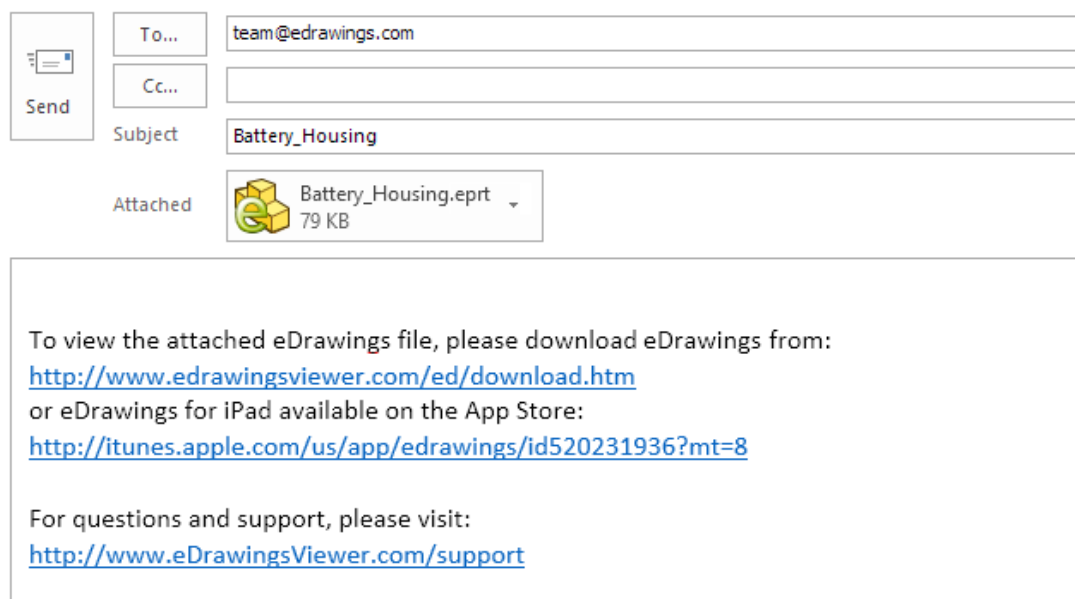 To...
team@edrawings.com
Cc...
Send
Subject
Battery_Housing
Attached
Battery_Housing.eprt
79 KB
To view the attached eDrawings file, please download eDrawings from:
http://www.edrawingsviewer.com/ed/download.htm
or eDrawings for iPad available on the App Store:
http://itunes.apple.com/us/app/edrawings/id520231936?mt=8
For questions and support, please visit:
http://www.eDrawingsViewer.com/support